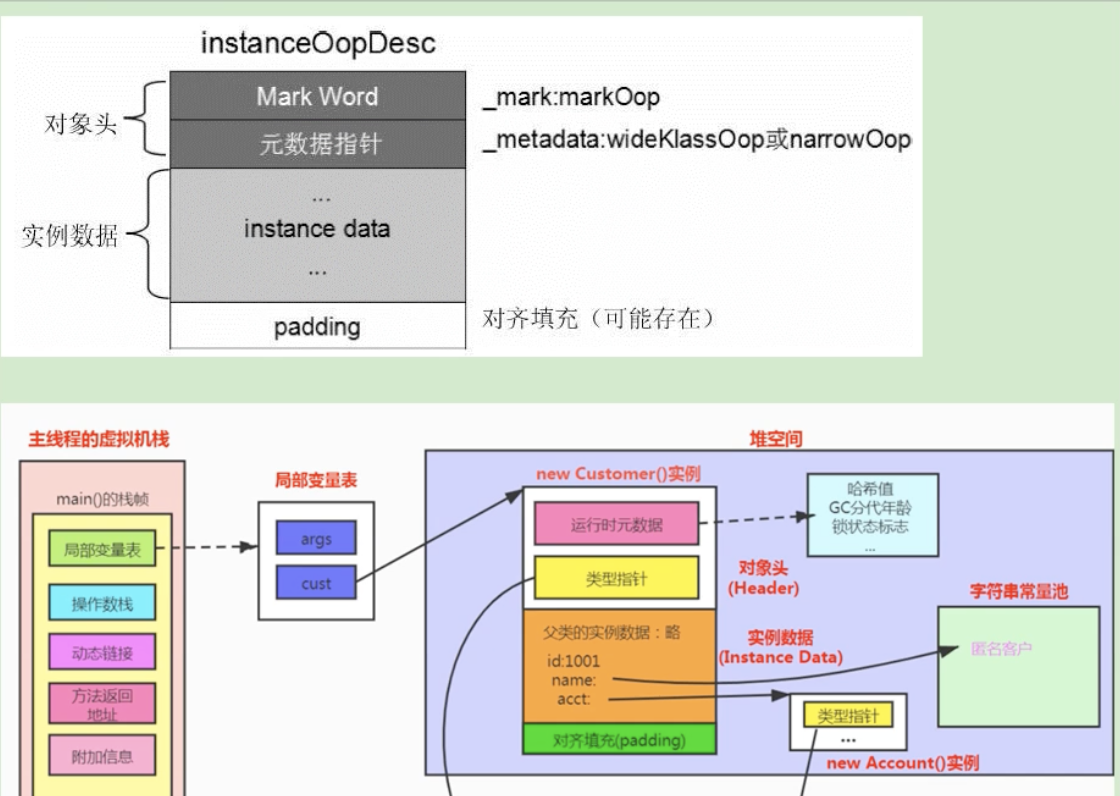 instanceOopDesc
对象头
Mark Word
_mark:markOop
元数据指针
_metadata:wideKlassOop或narrowOop
实例数据
...
instance data
...
padding
对齐填充（可能存在）
主线程的虚拟机栈
main()的栈帧
局部变量表
操作数栈
动态链接
方法返回
地址
附加信息
局部变量表
args
cust
堆空间
new Customer()实例
运行时元数据
类型指针
对象头
(Header)
哈希值
GC分代年龄
锁状态标志
...
父类的实例数据：略
id:1001
name:
acct:
实例数据
(Instance Data)
对齐填充(padding)
字符串常量池
匿名客户
类型指针
...
new Account()实例